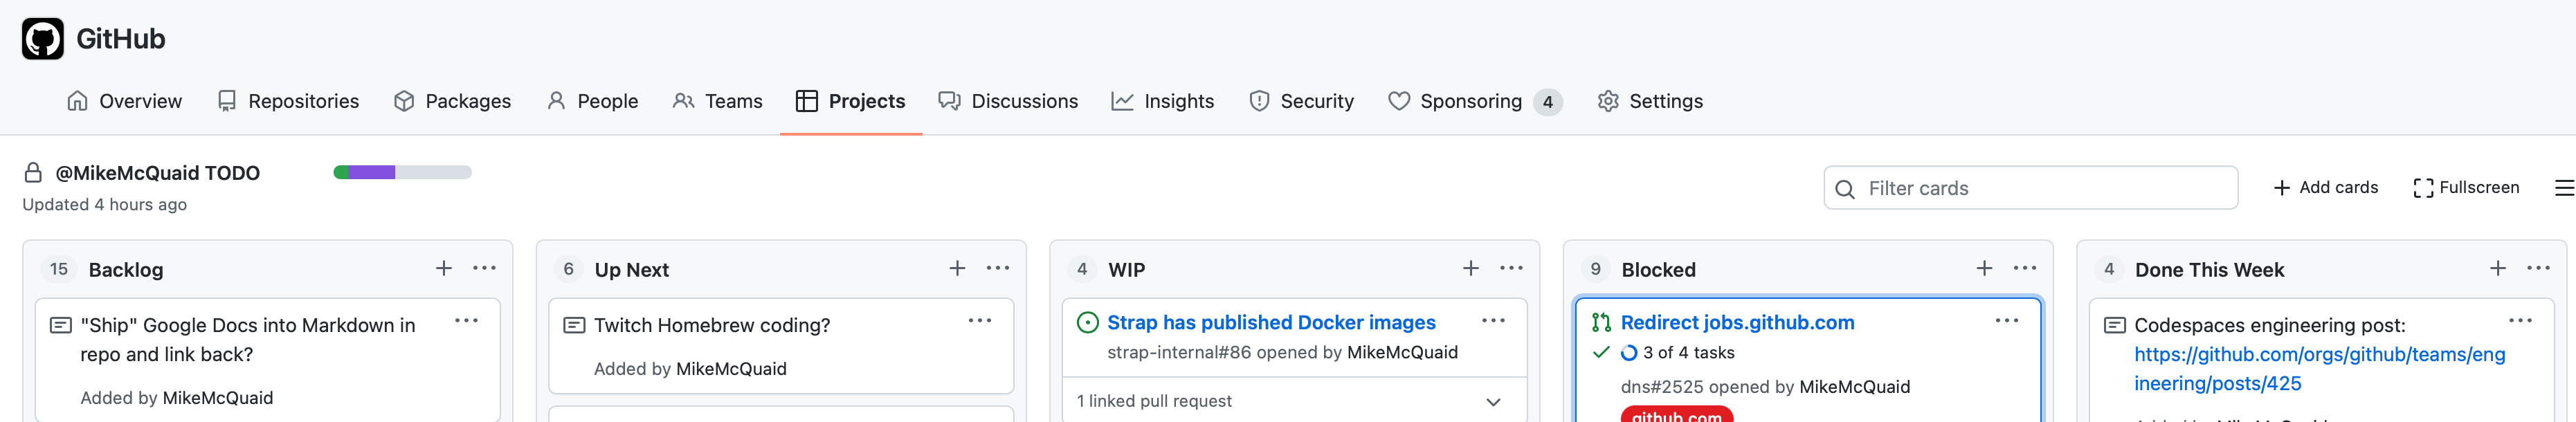 GitHub
Overview Repositories Packages People Teams Projects Discussions Insights Security Sponsoring 4 Settings
@MikeMcQuaid TODO
Updated 4 hours ago
Filter cards
Add cards
Fullscreen
15 Backlog
"Ship" Google Docs into Markdown in
repo and link back?
Added by MikeMcQuaid
6 Up Next
Twitch Homebrew coding?
Added by MikeMcQuaid
4 WIP
Strap has published Docker images
strap-internal#86 opened by MikeMcQuaid
1 linked pull request
9 Blocked
Redirect jobs.github.com
3 of 4 tasks
dns#2525 opened by MikeMcQuaid
github.com
4 Done This Week
Codespaces engineering post:
https://github.com/orgs/github/teams/eng
ineering/posts/425